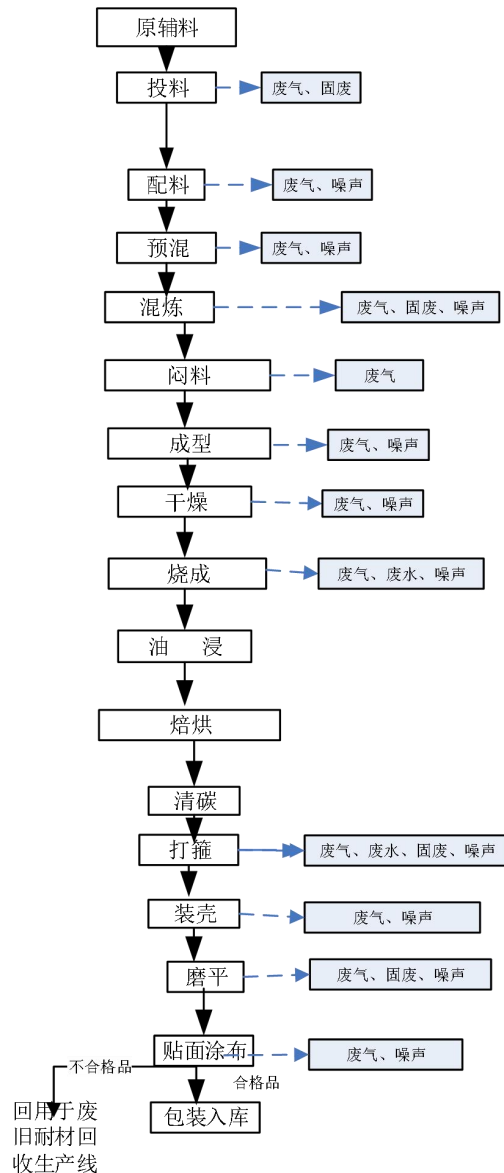 原辅料
投料
废气、固废
配料
废气、噪声
预混
废气、噪声
混炼
废气、固废、噪声
闷料
废气
成型
废气、噪声
干燥
废气、噪声
烧成
废气、废水、噪声
油 浸
焙烘
清碳
打箍
废气、废水、固废、噪声
装壳
废气、噪声
磨平
废气、固废、噪声
贴面涂布
废气、噪声
不合格品
合格品
回用于废
旧耐材回
收生产线
包装入库